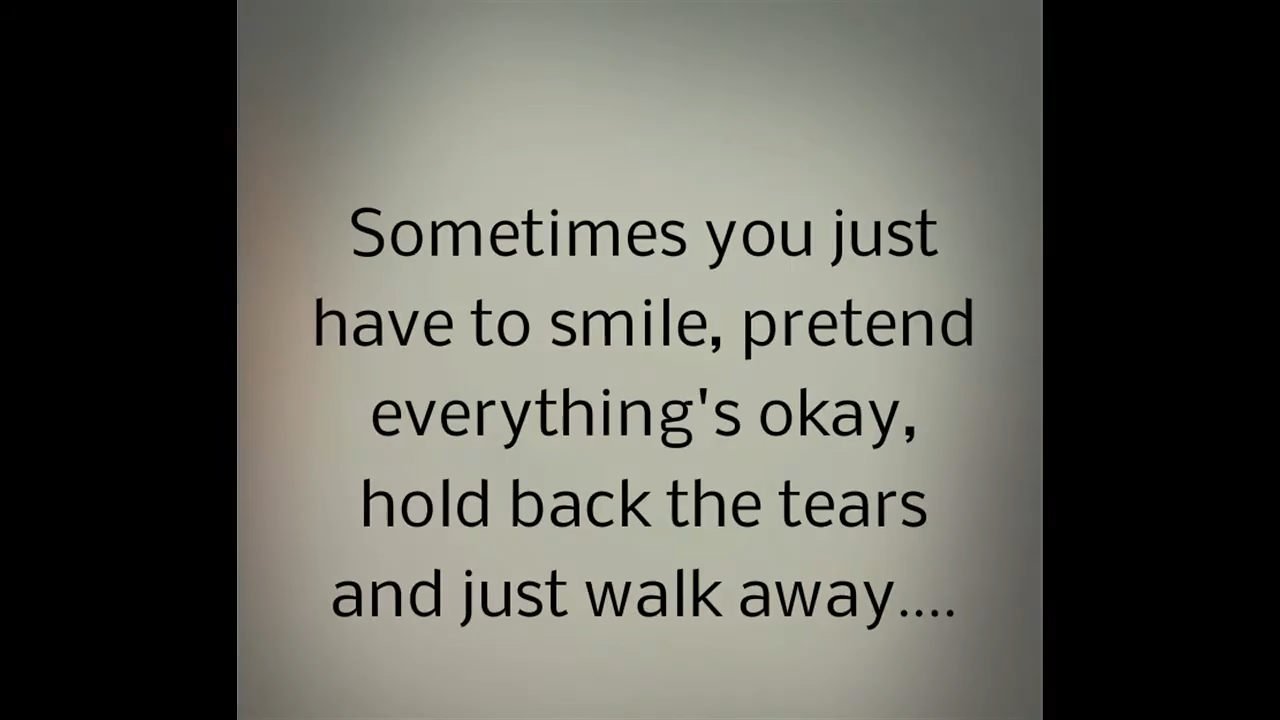 Sometimes you just
have to smile, pretend
everything's okay,
hold back the tears
and just walk away....